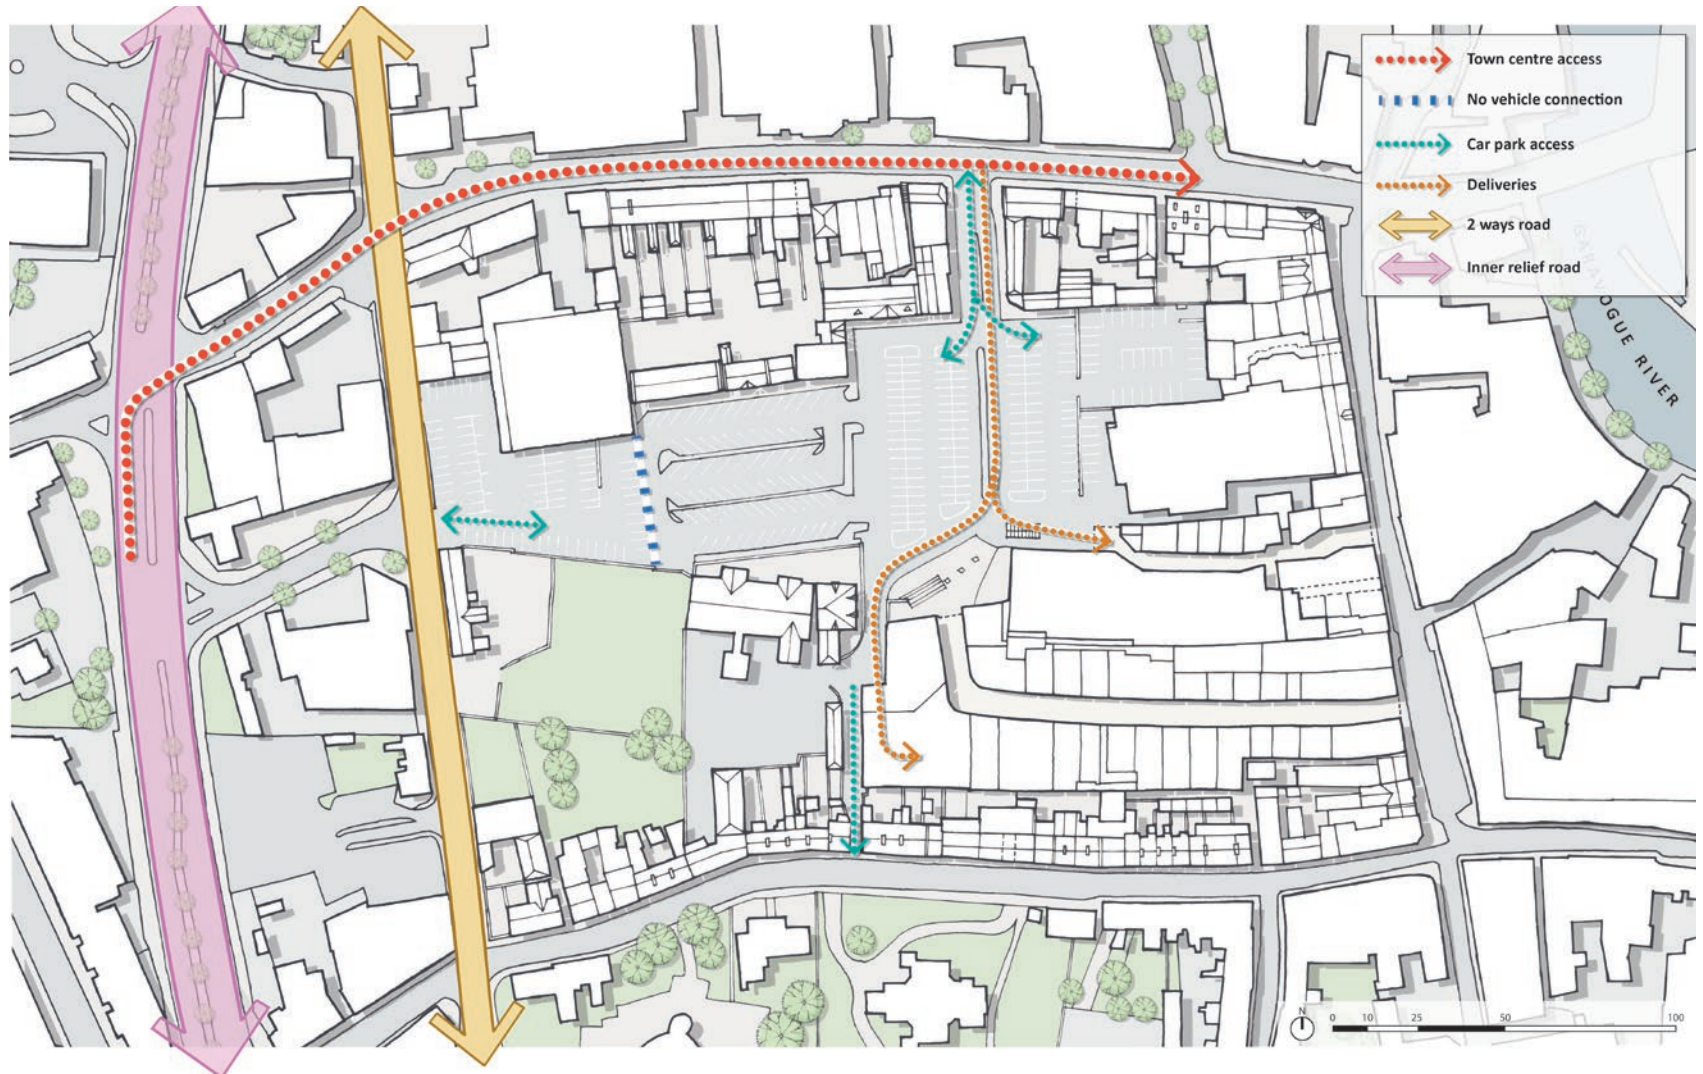 Town centre access
No vehicle connection
Car park access
Deliveries
2 ways road
Inner relief road
GARAVOGUE RIVER
N
0 10 25 50 100